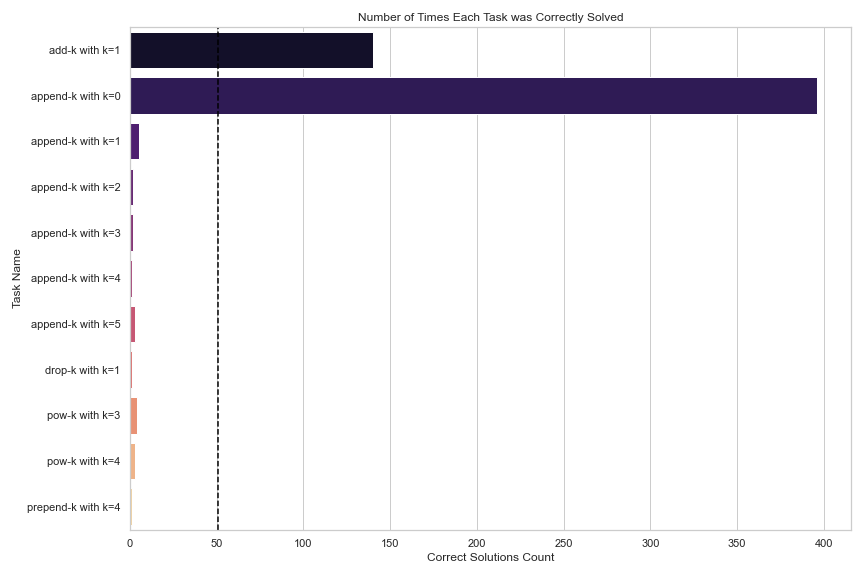 Number of Times Each Task was Correctly Solved
Task Name
add-k with k=1
append-k with k=0
append-k with k=1
append-k with k=2
append-k with k=3
append-k with k=4
append-k with k=5
drop-k with k=1
pow-k with k=3
pow-k with k=4
prepend-k with k=4
0 50 100 150 200 250 300 350 400
Correct Solutions Count